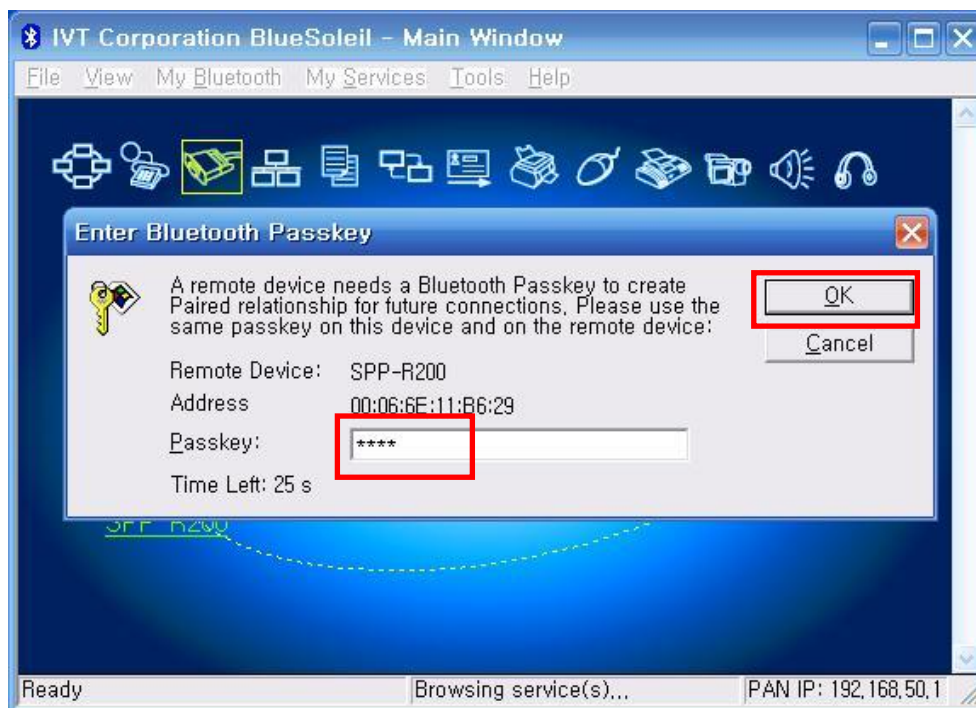 IVT Corporation BlueSoleil - Main Window
File View My Bluetooth My Services Tools Help
Enter Bluetooth Passkey
A remote device needs a Bluetooth Passkey to create
Paired relationship for future connections, Please use the
same passkey on this device and on the remote device:
OK
Cancel
Remote Device: SPP-R200
Address 00:06:6E:11:B6:29
Passkey: ****
Time Left: 25 s
SPP-R200
Ready Browsing service(s)... PAN IP: 192,168,50,1